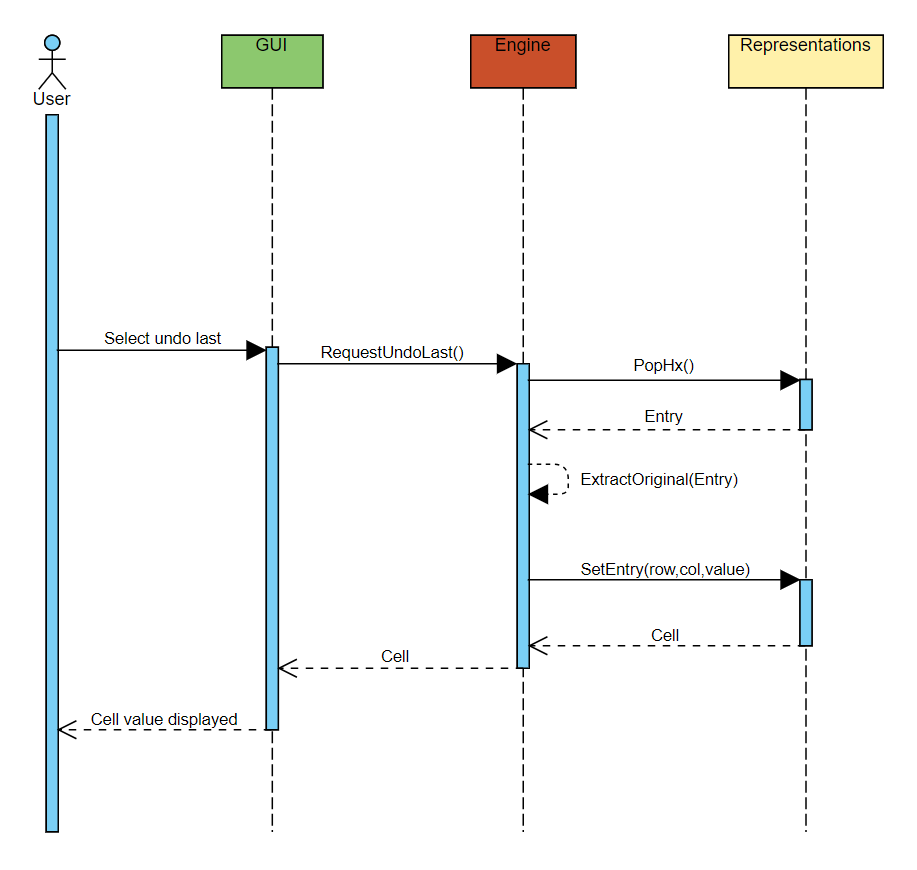 GUI
Engine
Representations
User
Select undo last
RequestUndoLast()
PopHx()
Entry
ExtractOriginal(Entry)
SetEntry(row,col,value)
Cell
Cell
Cell value displayed